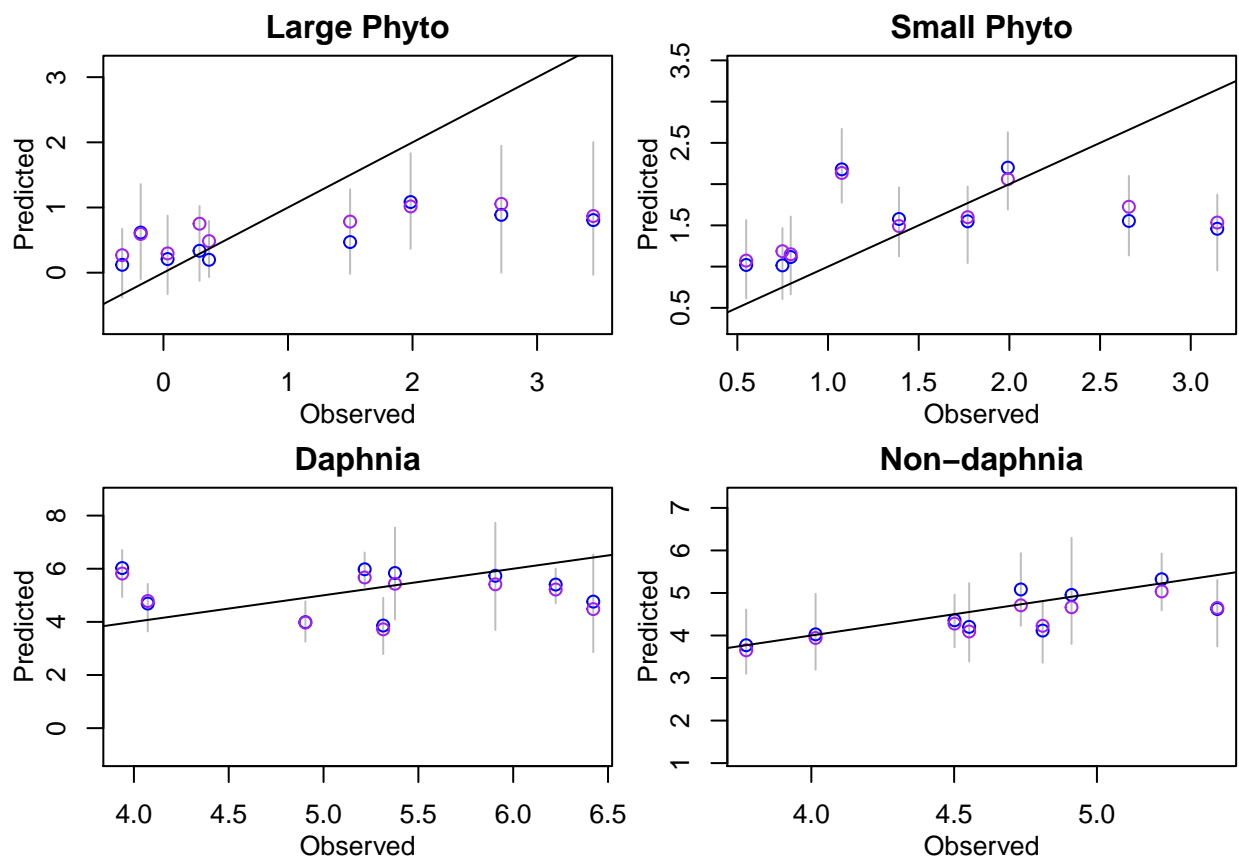 Large Phyto
Predicted
3
2
1
0
0 1 2 3
Observed
Small Phyto
Predicted
3.5
2.5
1.5
0.5
0.5 1.0 1.5 2.0 2.5 3.0
Observed
Daphnia
Predicted
8
6
4
2
0
4.0 4.5 5.0 5.5 6.0 6.5
Observed
Non−daphnia
Predicted
7
6
5
4
3
2
1
4.0 4.5 5.0
Observed